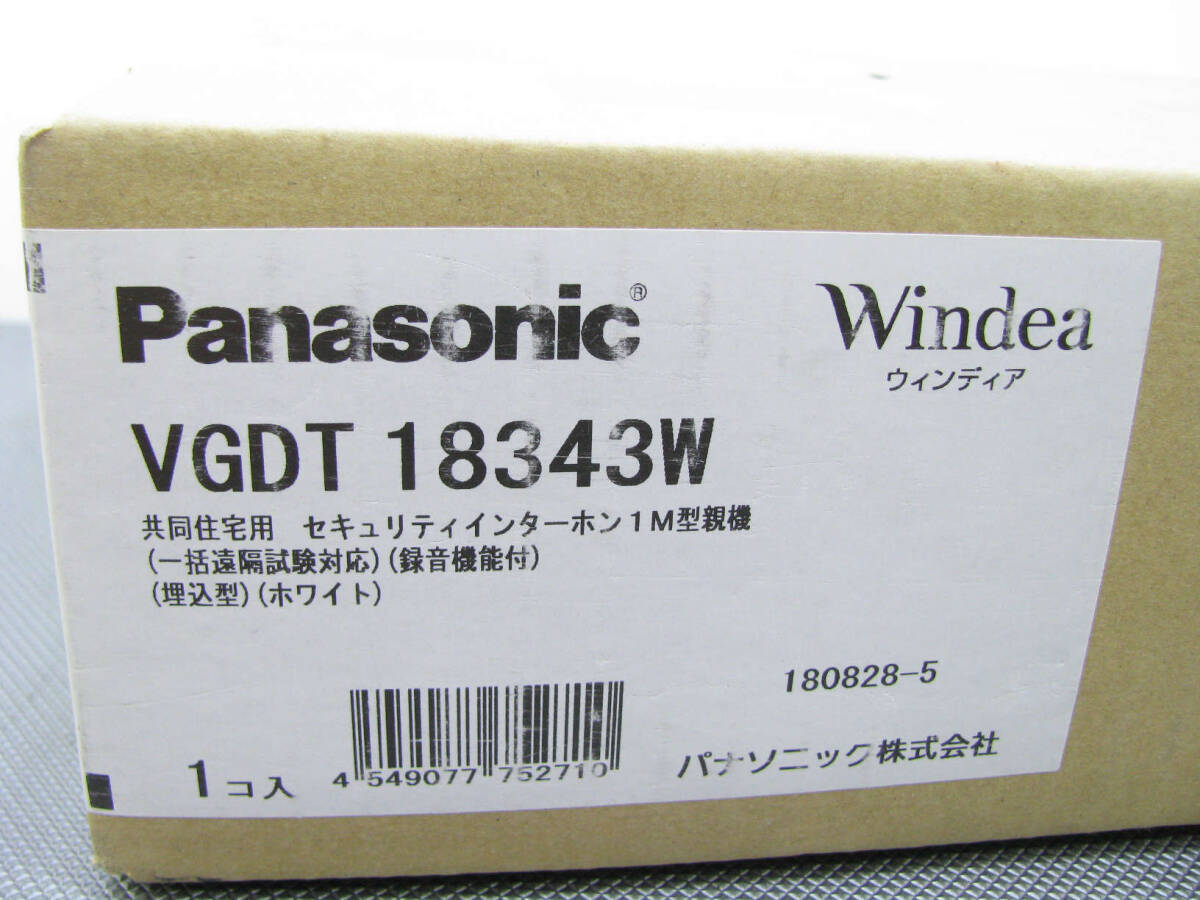 Panasonic®
Windea
ウィンディア
VGDT 18343W
共同住宅用 セキュリティインターホン1M型親機
(一括遠隔試験対応)(録音機能付)
(埋込型)(ホワイト)
180828-5
1コ入
4 549077 752710
パナソニック株式会社